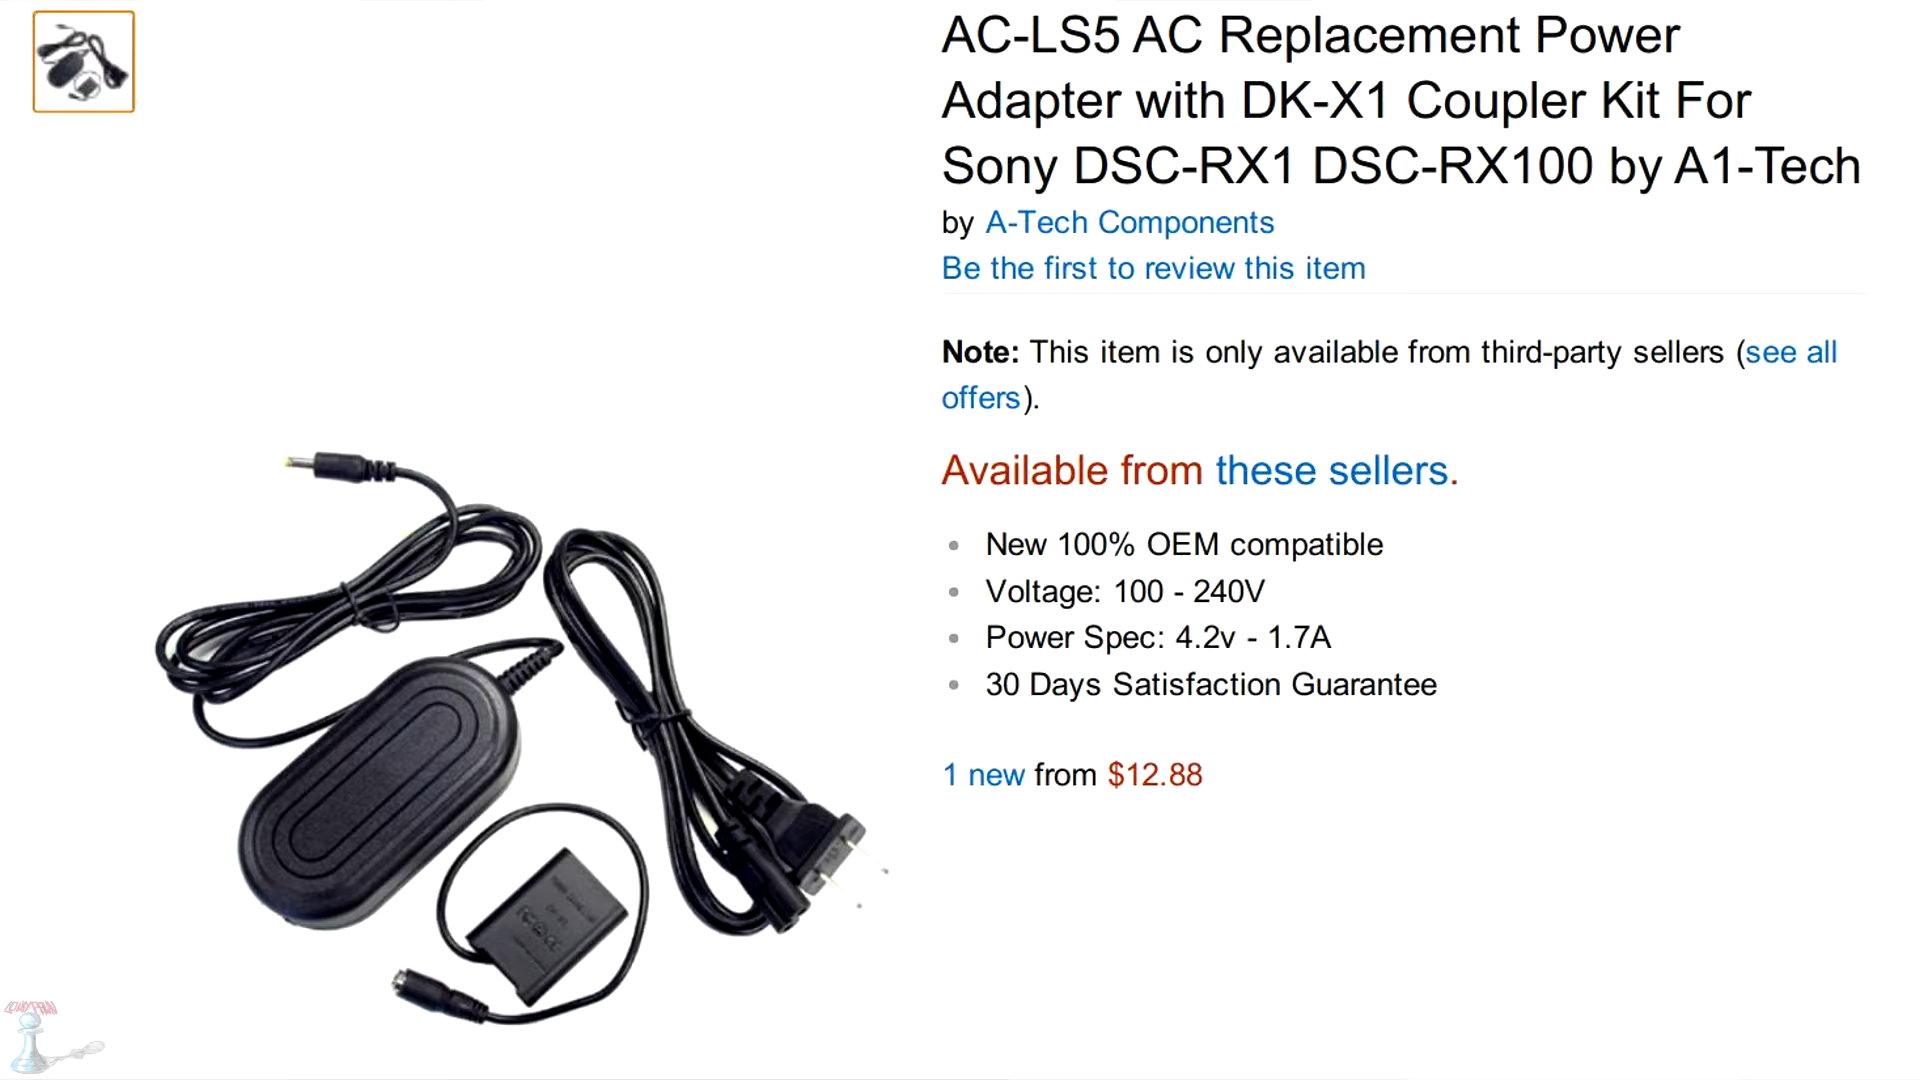 AC-LS5 AC Replacement Power
Adapter with DK-X1 Coupler Kit For
Sony DSC-RX1 DSC-RX100 by A1-Tech
by A-Tech Components
Be the first to review this item
Note: This item is only available from third-party sellers (see all
offers).
Available from these sellers.
New 100% OEM compatible
Voltage: 100 - 240V
Power Spec: 4.2v - 1.7A
30 Days Satisfaction Guarantee
1 new from $12.88